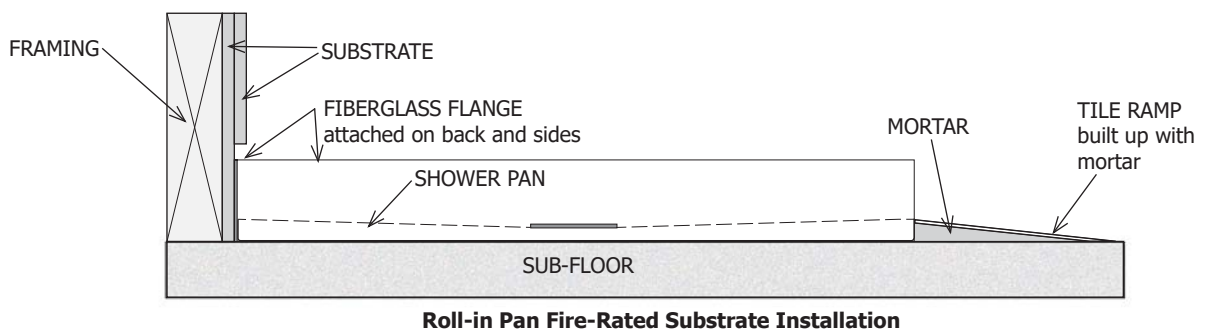 FRAMING
SUBSTRATE
FIBERGLASS FLANGE
attached on back and sides
MORTAR
TILE RAMP
built up with
mortar
SHOWER PAN
SUB-FLOOR
Roll-in Pan Fire-Rated Substrate Installation